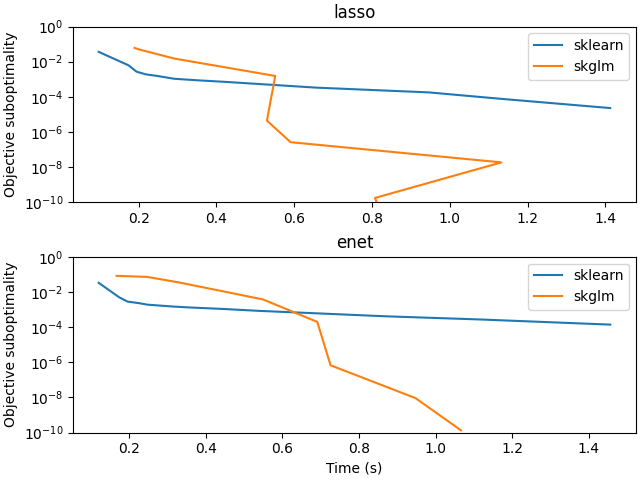 lasso
Objective suboptimality
10^0
10^-2
10^-4
10^-6
10^-8
10^-10
sklearn
skglm
0.2 0.4 0.6 0.8 1.0 1.2 1.4
enet
Objective suboptimality
10^0
10^-2
10^-4
10^-6
10^-8
10^-10
sklearn
skglm
0.2 0.4 0.6 0.8 1.0 1.2 1.4
Time (s)